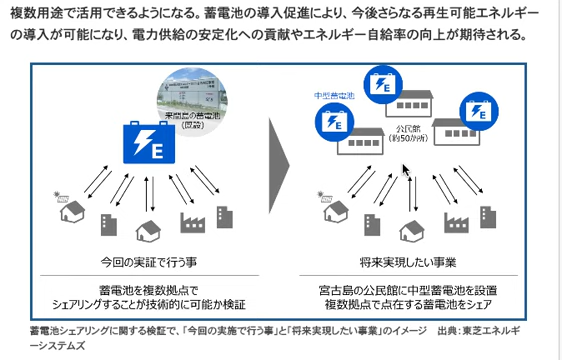 複数用途で活用できるようになる。蓄電池の導入促進により、今後さらなる再生可能エネルギー
の導入が可能になり、電力供給の安定化への貢献やエネルギー自給率の向上が期待される。
来間島の蓄電池
(既設)
E
中型蓄電池
E
E
E
公民館
(約50か所)
今回の実証で行う事
蓄電池を複数拠点で
シェアリングすることが技術的に可能か検証
将来実現したい事業
宮古島の公民館に中型蓄電池を設置
複数拠点で点在する蓄電池をシェア
蓄電池シェアリングに関する検証で、「今回の実施で行う事」と「将来実現したい事業」のイメージ　出典：東芝エネルギ
ーシステムズ